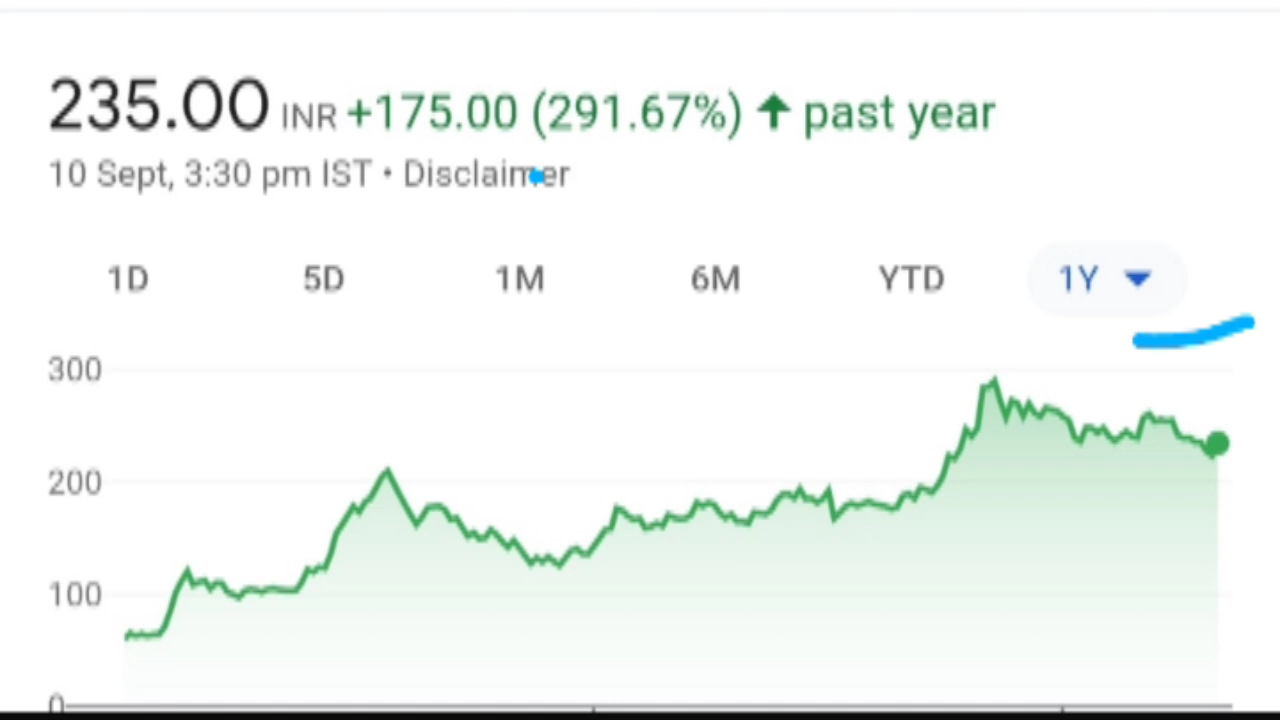 235.00 INR +175.00 (291.67%) ↑ past year
10 Sept, 3:30 pm IST • Disclaimer
1D 5D 1M 6M YTD 1Y
300
200
100
0